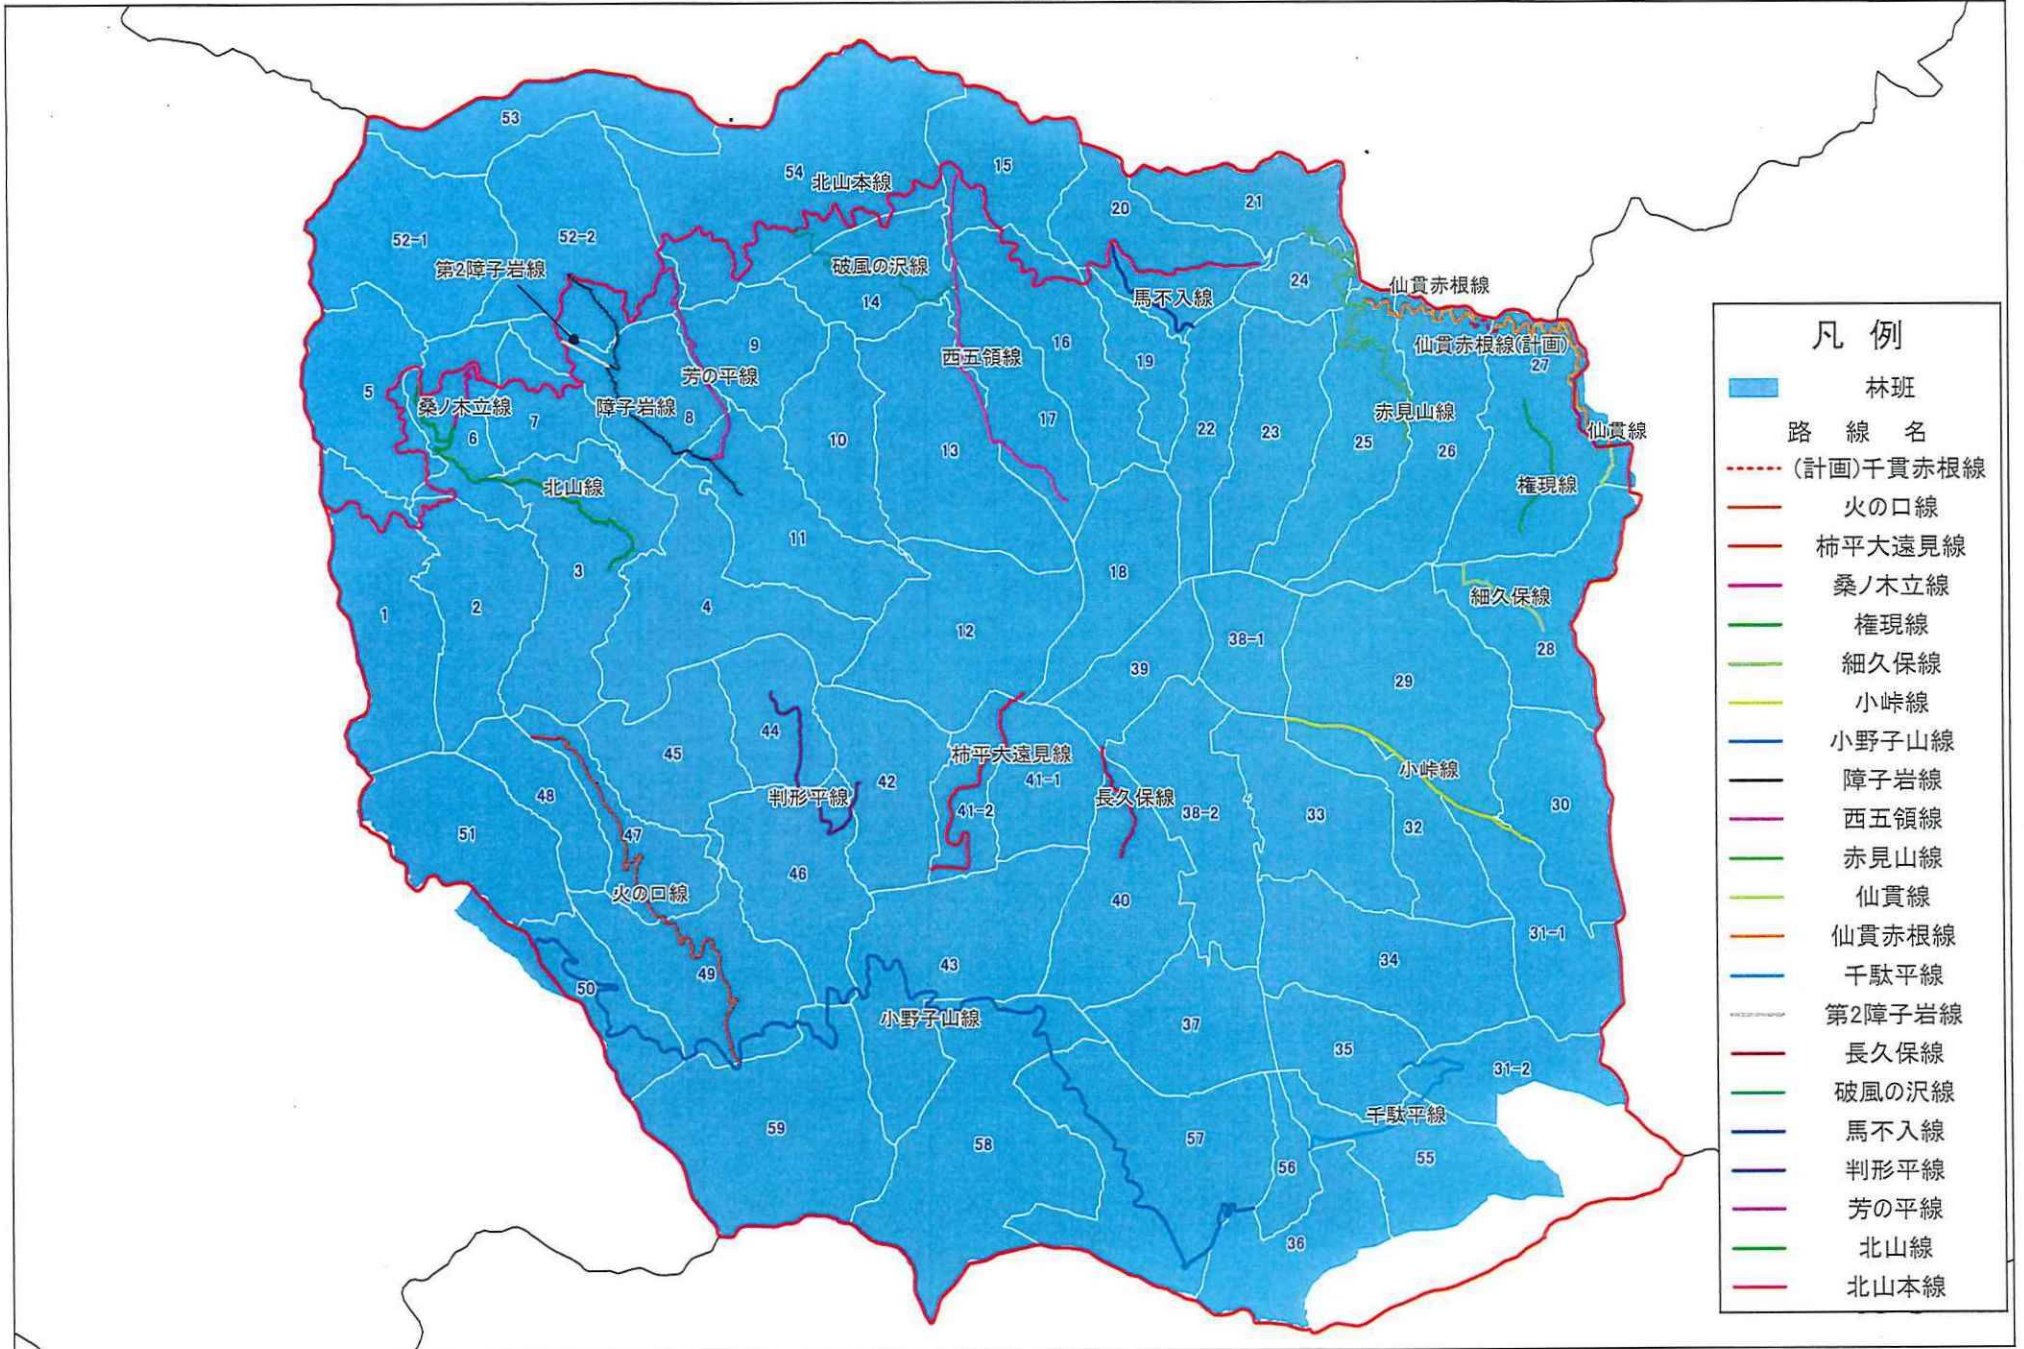 53
54
北山本線
15
20
21
52-1
52-2
第2障子岩線
破風の沢線
14
24
仙貫赤根線
馬不入線
9
16
西五領線
19
仙貫赤根線(計画)
27
5
芳の平線
桑ノ木立線
障子岩線
8
6
7
10
17
13
22
23
赤見山線
25
26
仙貫線
北山線
権現線
11
3
18
1
2
4
12
細久保線
38-1
28
39
29
44
45
柿平大遠見線
42
41-1
小峠線
48
判形平線
長久保線
41-2
38-2
33
32
30
51
47
46
火の口線
40
31-1
50
49
43
34
小野子山線
37
35
31-2
千駄平線
59
58
57
56
55
36
凡 例
林班
路 線 名
(計画)千貫赤根線
火の口線
柿平大遠見線
桑ノ木立線
権現線
細久保線
小峠線
小野子山線
障子岩線
西五領線
赤見山線
仙貫線
仙貫赤根線
千駄平線
第2障子岩線
長久保線
破風の沢線
馬不入線
判形平線
芳の平線
北山線
北山本線